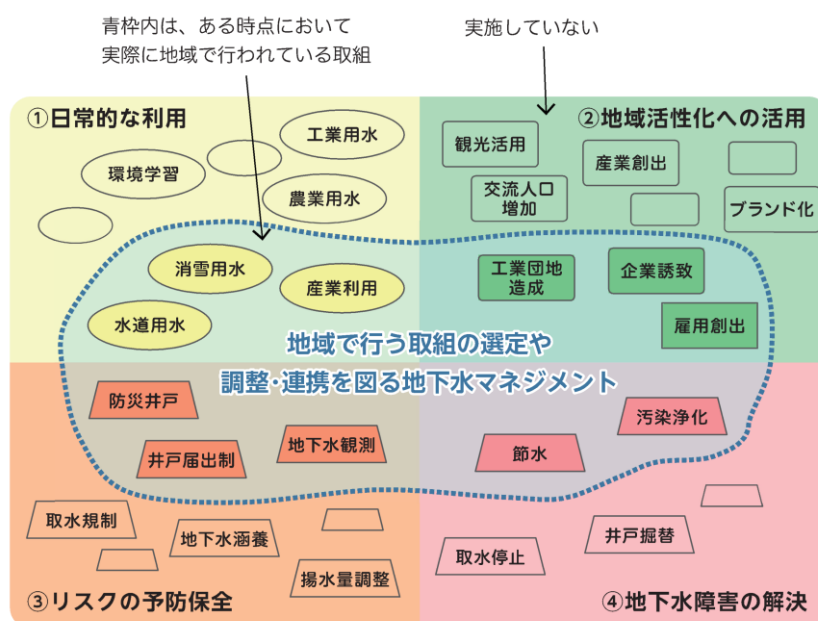 青枠内は、ある時点において
実際に地域で行われている取組
実施していない
①日常的な利用
工業用水
環境学習
農業用水
消雪用水
産業利用
水道用水
②地域活性化への活用
観光活用
産業創出
交流人口
増加
ブランド化
工業団地
造成
企業誘致
雇用創出
地域で行う取組の選定や
調整・連携を図る地下水マネジメント
防災井戸
井戸届出制
地下水観測
取水規制
地下水涵養
揚水量調整
③リスクの予防保全
汚染浄化
節水
井戸掘替
取水停止
④地下水障害の解決